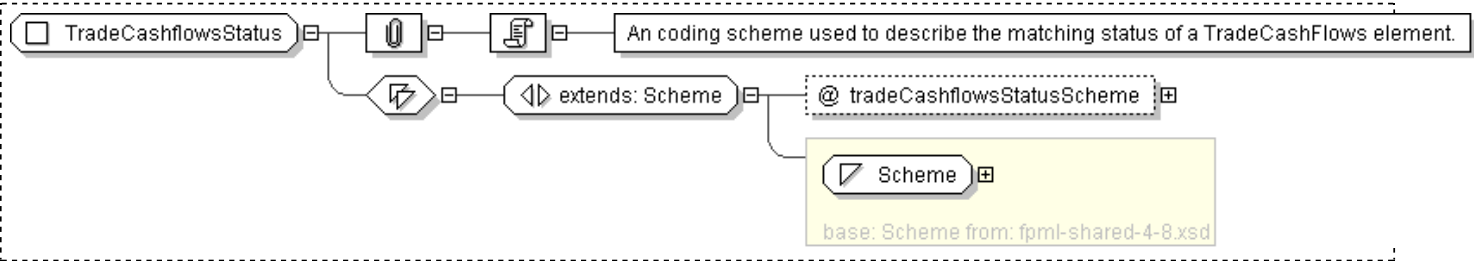 TradeCashflowsStatus
An coding scheme used to describe the matching status of a TradeCashFlows element.
extends: Scheme
@ tradeCashflowsStatusScheme
Scheme
base: Scheme from: fpml-shared-4-8.xsd